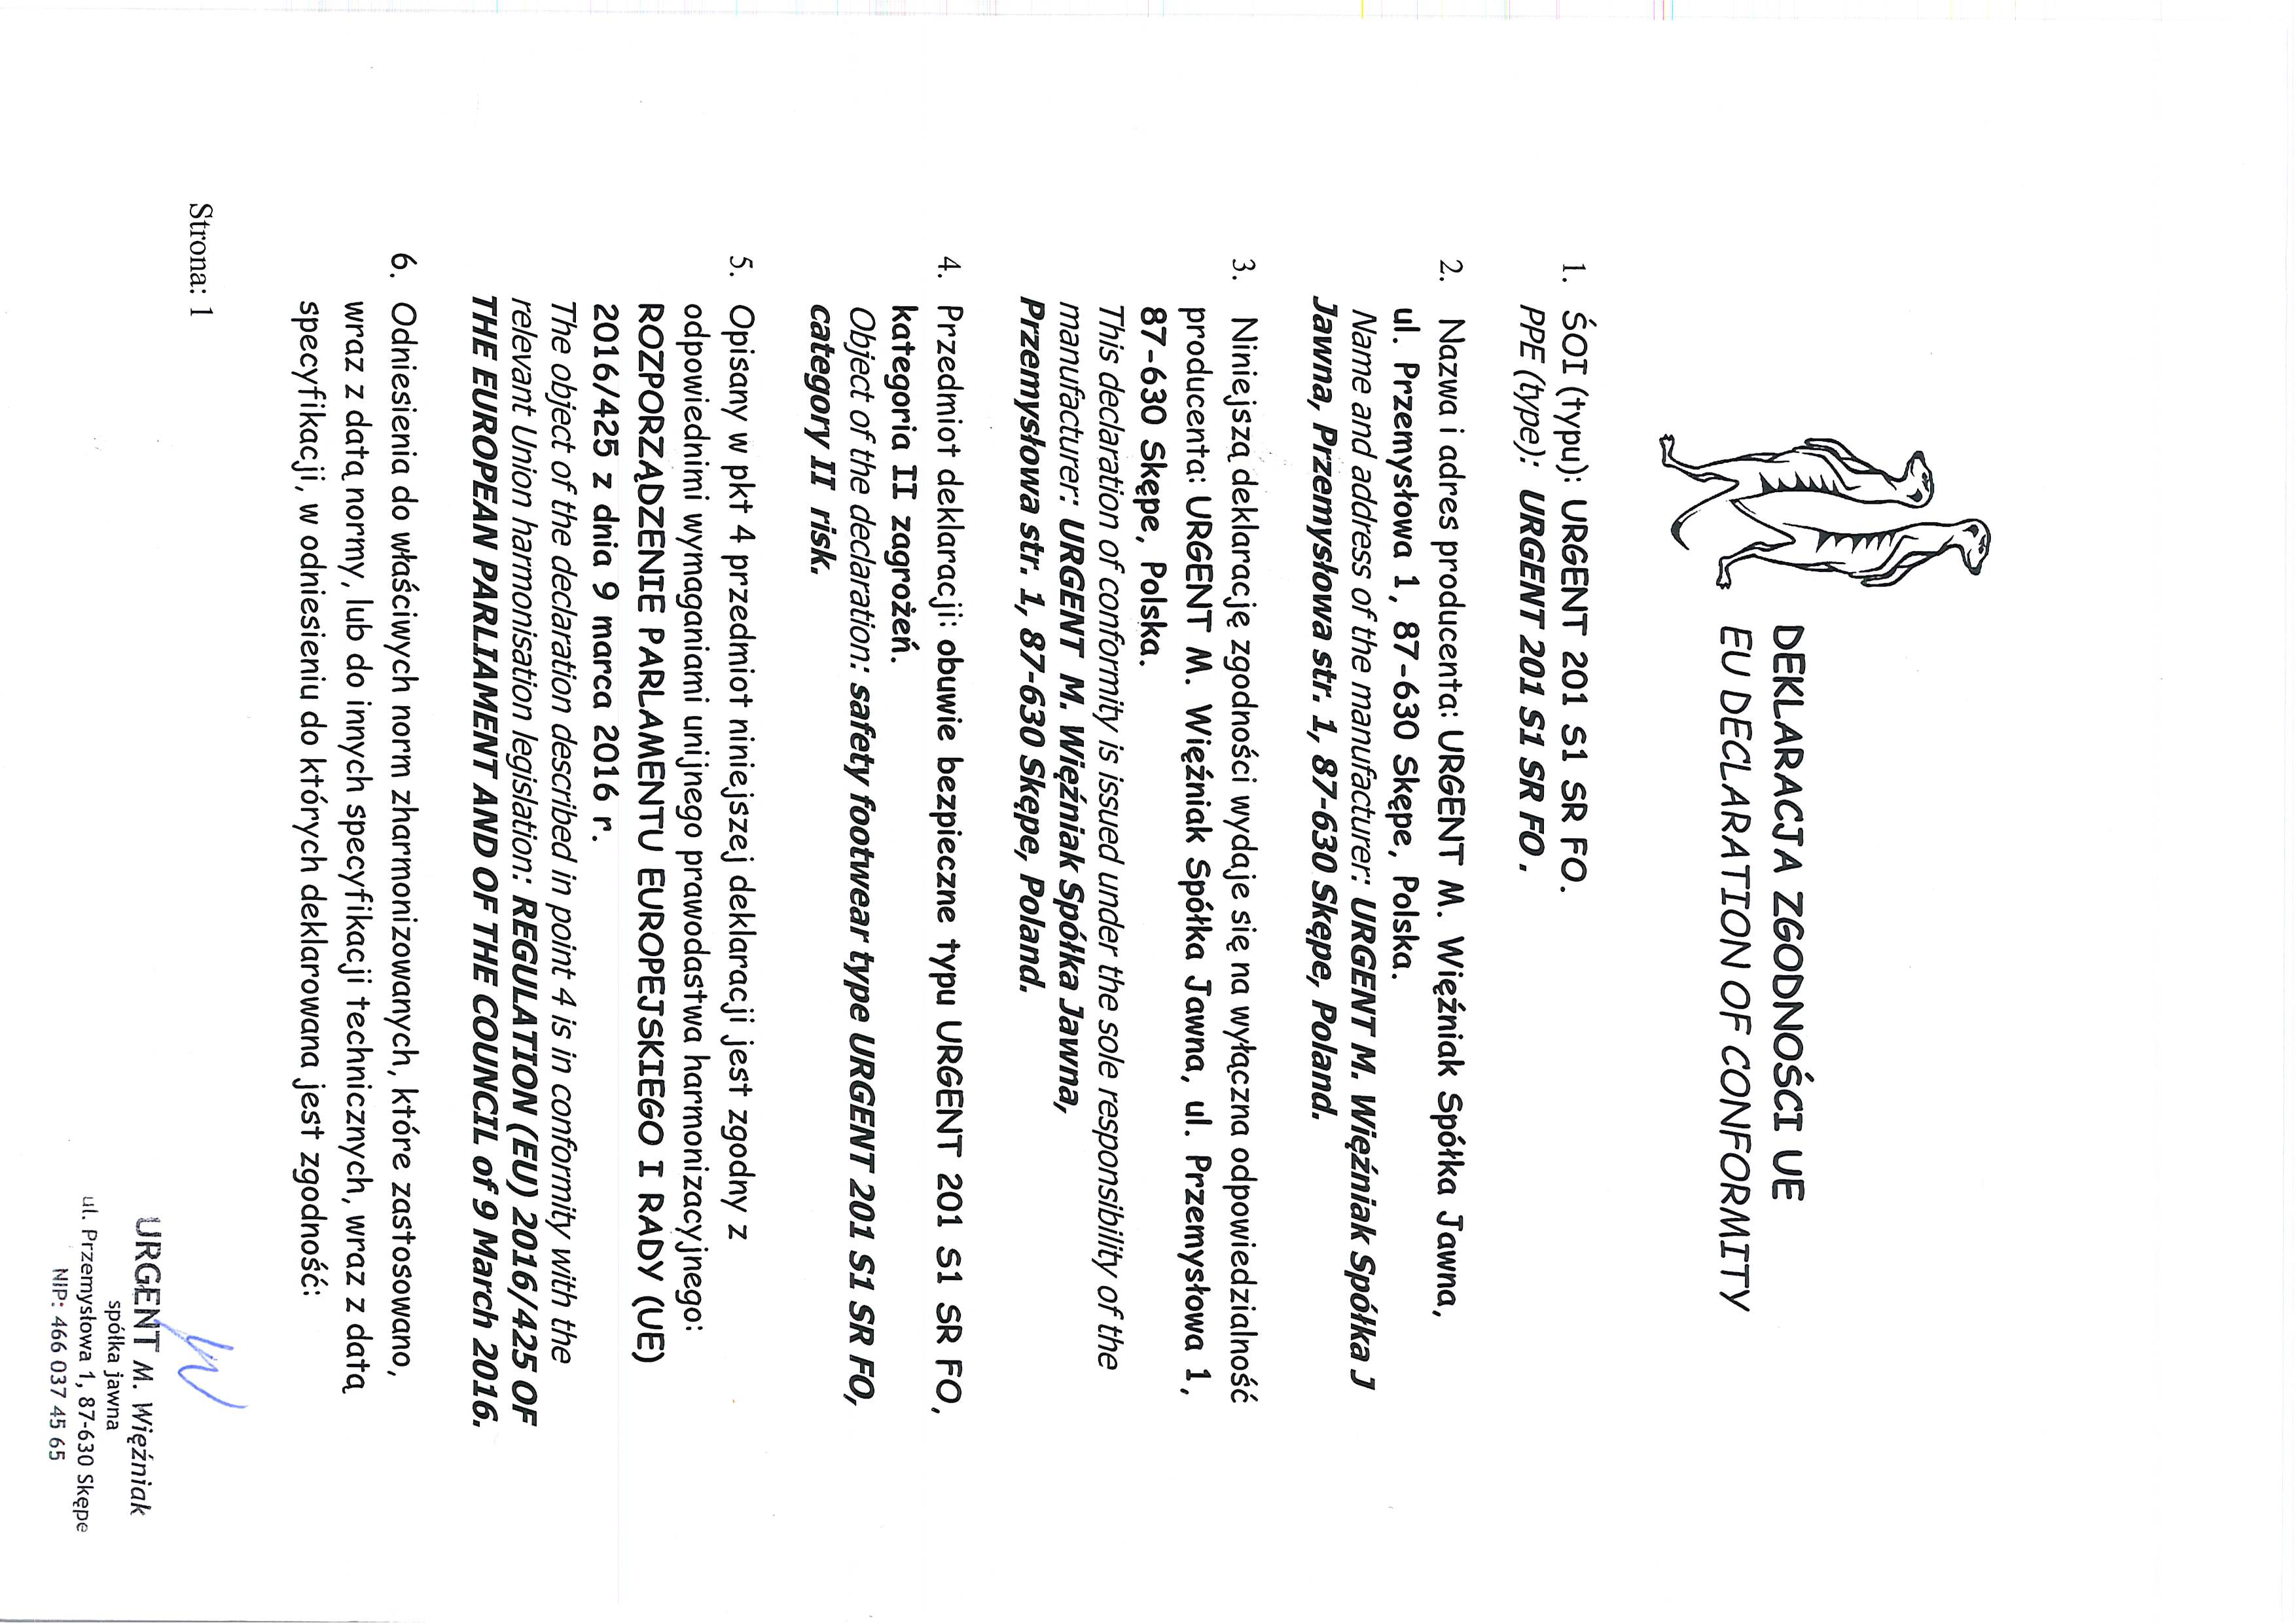 DEKLARACJA ZGODNOŚCI UE
EU DECLARATION OF CONFORMITY
1. ŚOI (typu): URGENT 201 S1 SR FO.
PPE (type): URGENT 201 S1 SR FO .
2. Nazwa i adres producenta: URGENT M. Więźniak Spółka Jawna,
ul. Przemysłowa 1, 87-630 Skępe, Polska.
Name and address of the manufacturer: URGENT M. Więźniak Spółka J
Jawna, Przemysłowa str. 1, 87-630 Skępe, Poland.
3. Niniejszą deklarację zgodności wydaje się na wyłączna odpowiedzialność
producenta: URGENT M. Więźniak Spółka Jawna, ul. Przemysłowa 1,
87-630 Skępe, Polska.
This declaration of conformity is issued under the sole responsibility of the
manufacturer: URGENT M. Więźniak Spółka Jawna,
Przemysłowa str. 1, 87-630 Skępe, Poland.
4. Przedmiot deklaracji: obuwie bezpieczne typu URGENT 201 S1 SR FO,
kategoria II zagrożeń.
Object of the declaration: safety footwear type URGENT 201 S1 SR FO,
category II risk.
5. Opisany w pkt 4 przedmiot niniejszej deklaracji jest zgodny z
odpowiednimi wymaganiami unijnego prawodastwa harmonizacyjnego:
ROZPORZĄDZENIE PARLAMENTU EUROPEJSKIEGO I RADY (UE)
2016/425 z dnia 9 marca 2016 r.
The object of the declaration described in point 4 is in conformity with the
relevant Union harmonisation legislation: REGULATION (EU) 2016/425 OF
THE EUROPEAN PARLIAMENT AND OF THE COUNCIL of 9 March 2016.
6. Odniesienia do właściwych norm zharmonizowanych, które zastosowano,
wraz z datą normy, lub do innych specyfikacji technicznych, wraz z datą
specyfikacji, w odniesieniu do których deklarowana jest zgodność:
Strona: 1
URGENT M. Więźniak
spółka jawna
ul. Przemysłowa 1, 87-630 Skępe
NIP: 466 037 45 65